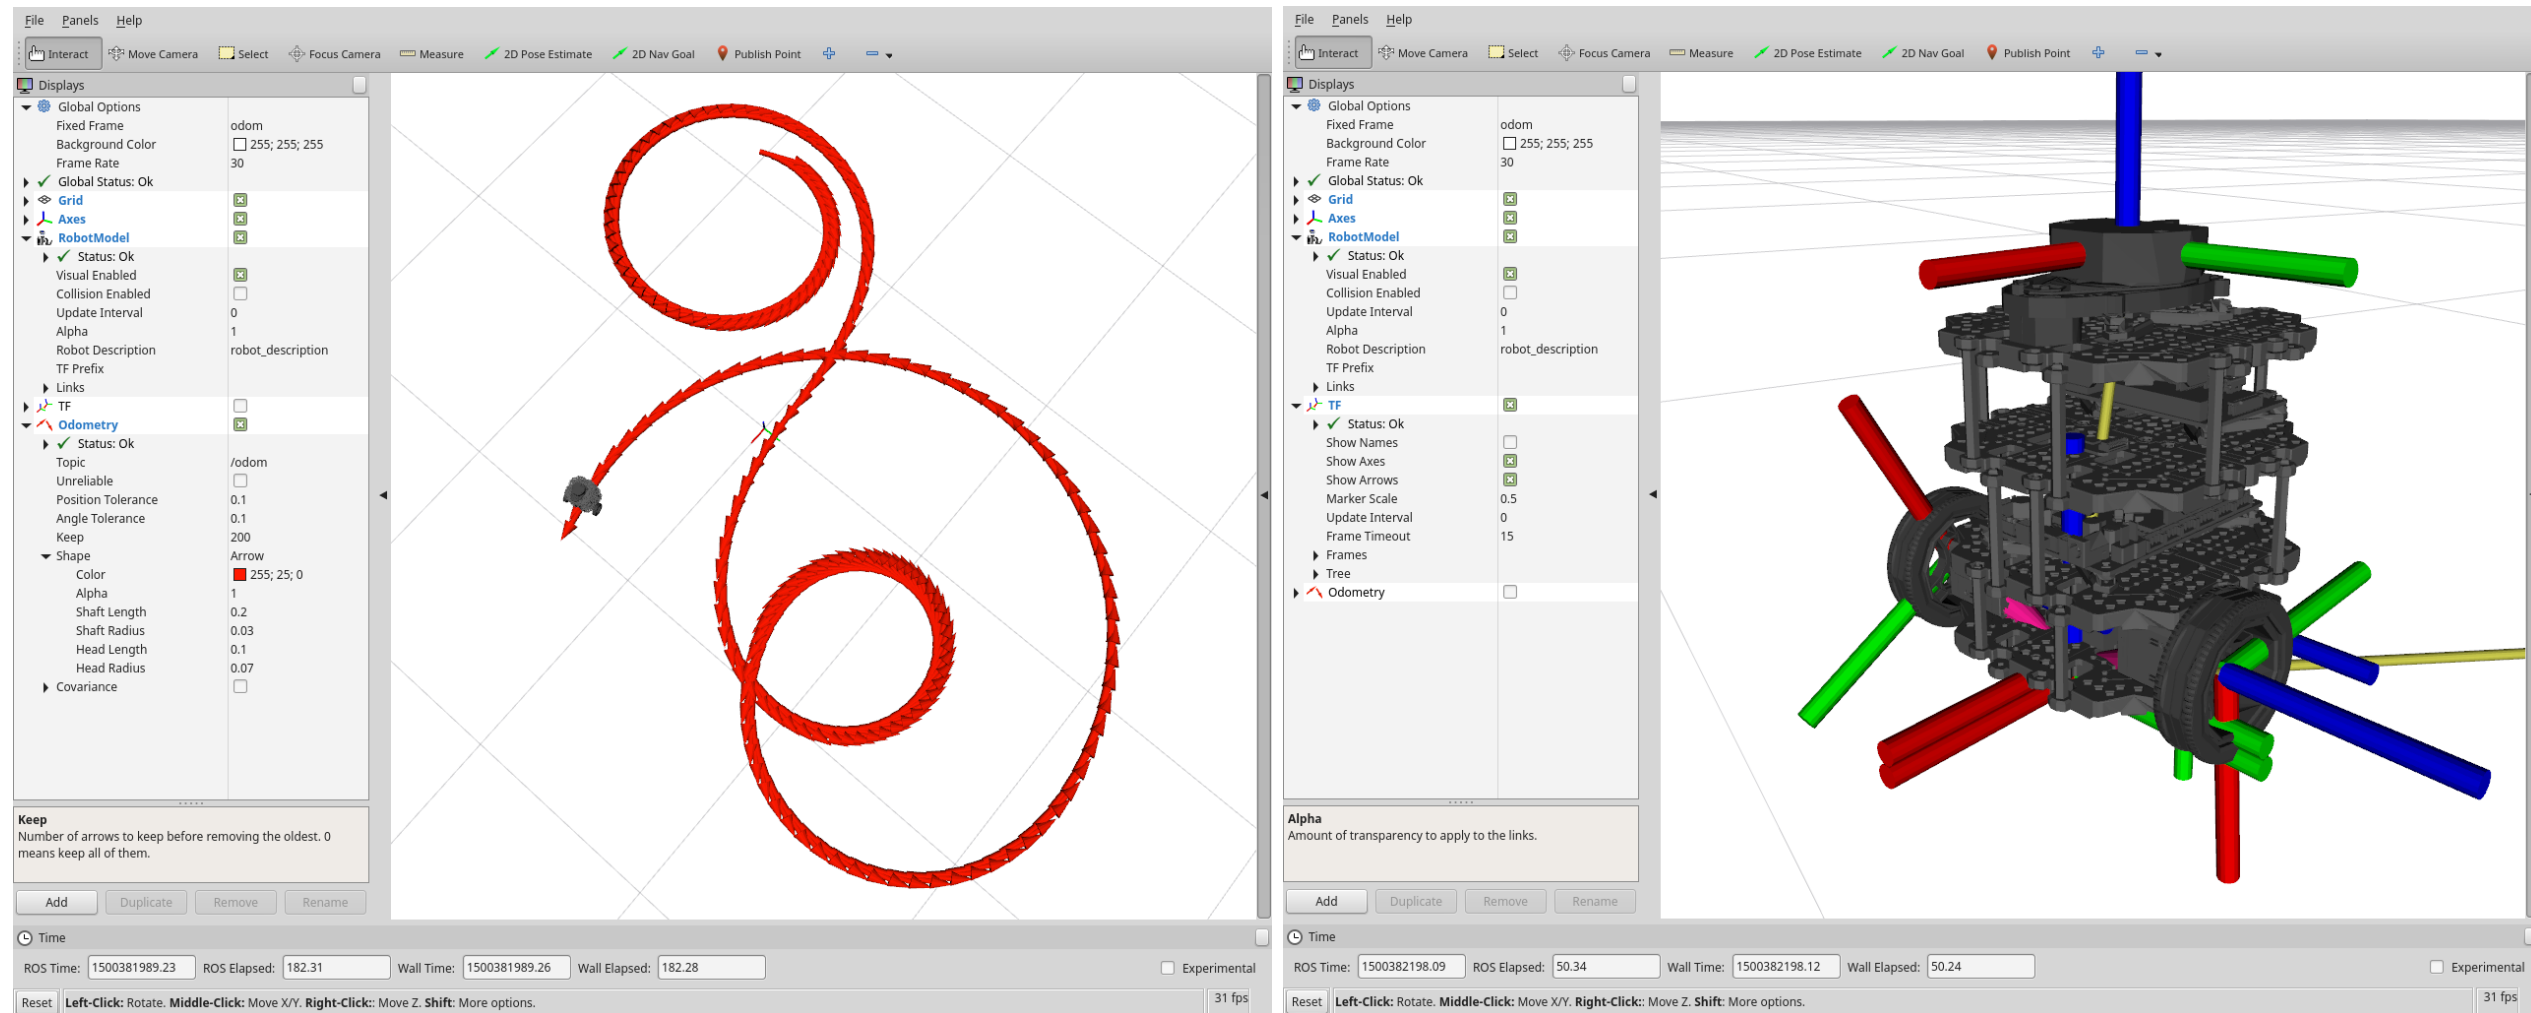 File Panels Help
Interact Move Camera Select Focus Camera Measure 2D Pose Estimate 2D Nav Goal Publish Point
Displays
Global Options
Fixed Frame odom
Background Color 255; 255; 255
Frame Rate 30
Global Status: Ok
Grid
Axes
RobotModel
Status: Ok
Visual Enabled
Collision Enabled
Update Interval 0
Alpha 1
Robot Description robot_description
TF Prefix
Links
TF
Odometry
Status: Ok
Topic /odom
Unreliable
Position Tolerance 0.1
Angle Tolerance 0.1
Keep 200
Shape Arrow
Color 255; 25; 0
Alpha 1
Shaft Length 0.2
Shaft Radius 0.03
Head Length 0.1
Head Radius 0.07
Covariance
Keep
Number of arrows to keep before removing the oldest. 0
means keep all of them.
Add Duplicate Remove Rename
Time
ROS Time: 1500381989.23 ROS Elapsed: 182.31 Wall Time: 1500381989.26 Wall Elapsed: 182.28 Experimental
Reset Left-Click: Rotate. Middle-Click: Move X/Y. Right-Click:: Move Z. Shift: More options. 31 fps
File Panels Help
Interact Move Camera Select Focus Camera Measure 2D Pose Estimate 2D Nav Goal Publish Point
Displays
Global Options
Fixed Frame odom
Background Color 255; 255; 255
Frame Rate 30
Global Status: Ok
Grid
Axes
RobotModel
Status: Ok
Visual Enabled
Collision Enabled
Update Interval 0
Alpha 1
Robot Description robot_description
TF Prefix
Links
TF
Status: Ok
Show Names
Show Axes
Show Arrows
Marker Scale 0.5
Update Interval 0
Frame Timeout 15
Frames
Tree
Odometry
Alpha
Amount of transparency to apply to the links.
Add Duplicate Remove Rename
Time
ROS Time: 1500382198.09 ROS Elapsed: 50.34 Wall Time: 1500382198.12 Wall Elapsed: 50.24 Experimental
Reset Left-Click: Rotate. Middle-Click: Move X/Y. Right-Click:: Move Z. Shift: More options. 31 fps